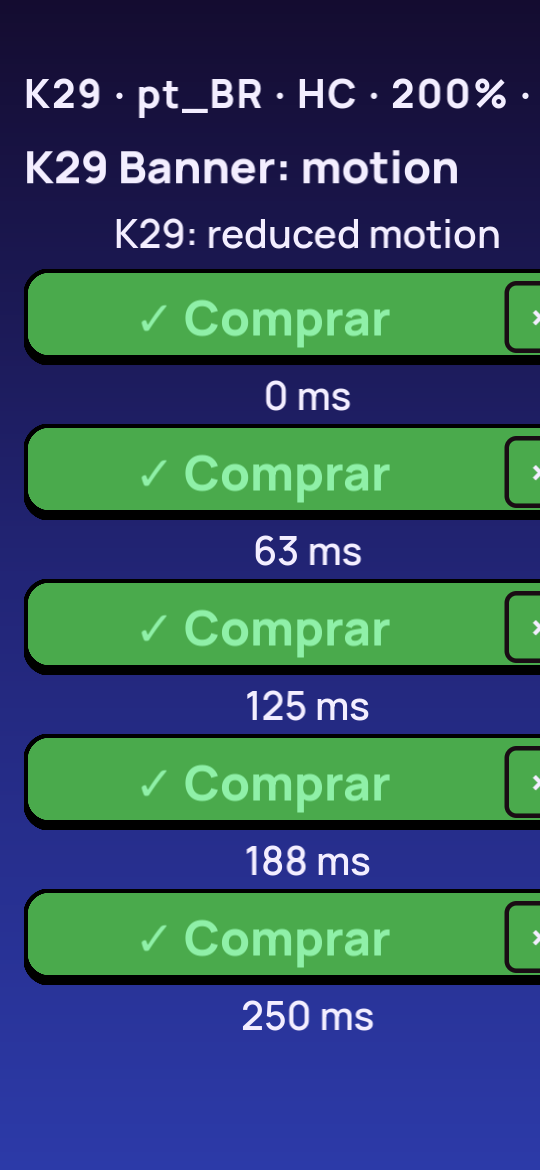 K29 · pt_BR · HC · 200% ·
K29 Banner: motion
K29: reduced motion
✓ Comprar
0 ms
✓ Comprar
63 ms
✓ Comprar
125 ms
✓ Comprar
188 ms
✓ Comprar
250 ms